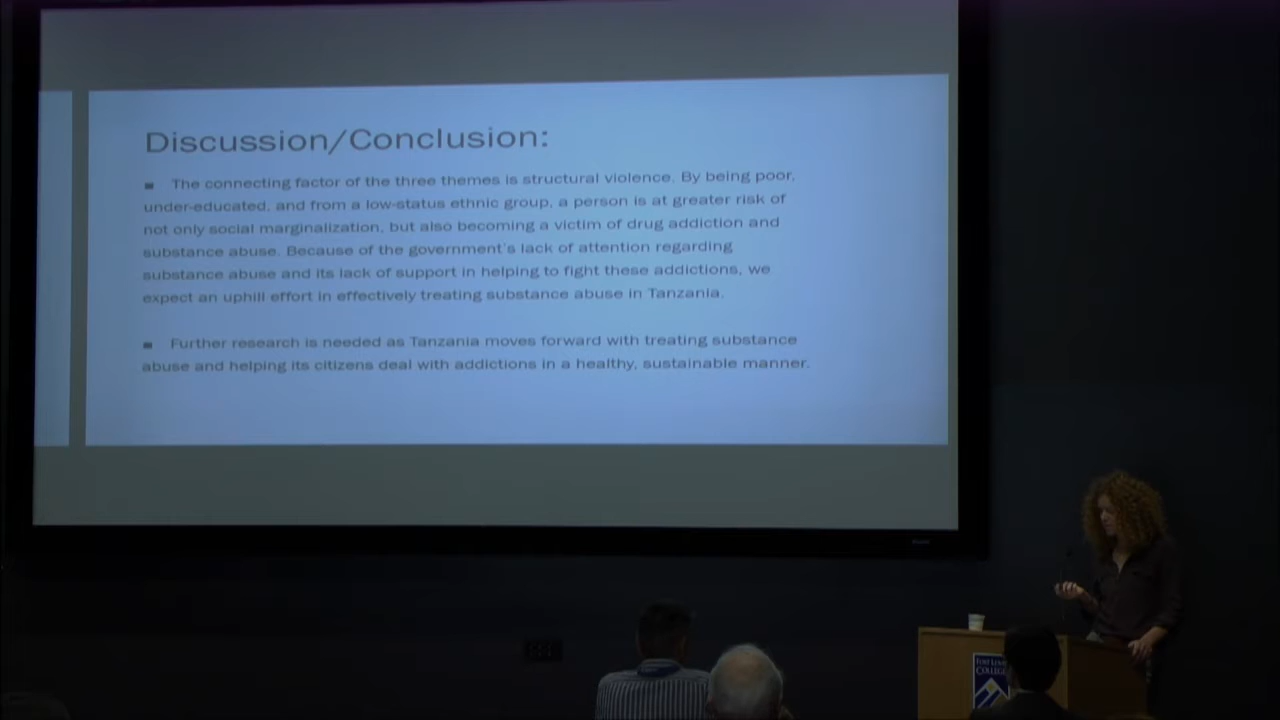 Discussion/Conclusion:
▪ The connecting factor of the three themes is structural violence. By being poor,
under-educated, and from a low-status ethnic group, a person is at greater risk of
not only social marginalization, but also becoming a victim of drug addiction and
substance abuse. Because of the government's lack of attention regarding
substance abuse and its lack of support in helping to fight these addictions, we
expect an uphill effort in effectively treating substance abuse in Tanzania.
▪ Further research is needed as Tanzania moves forward with treating substance
abuse and helping its citizens deal with addictions in a healthy, sustainable manner.
FORT LEWIS
COLLEGE